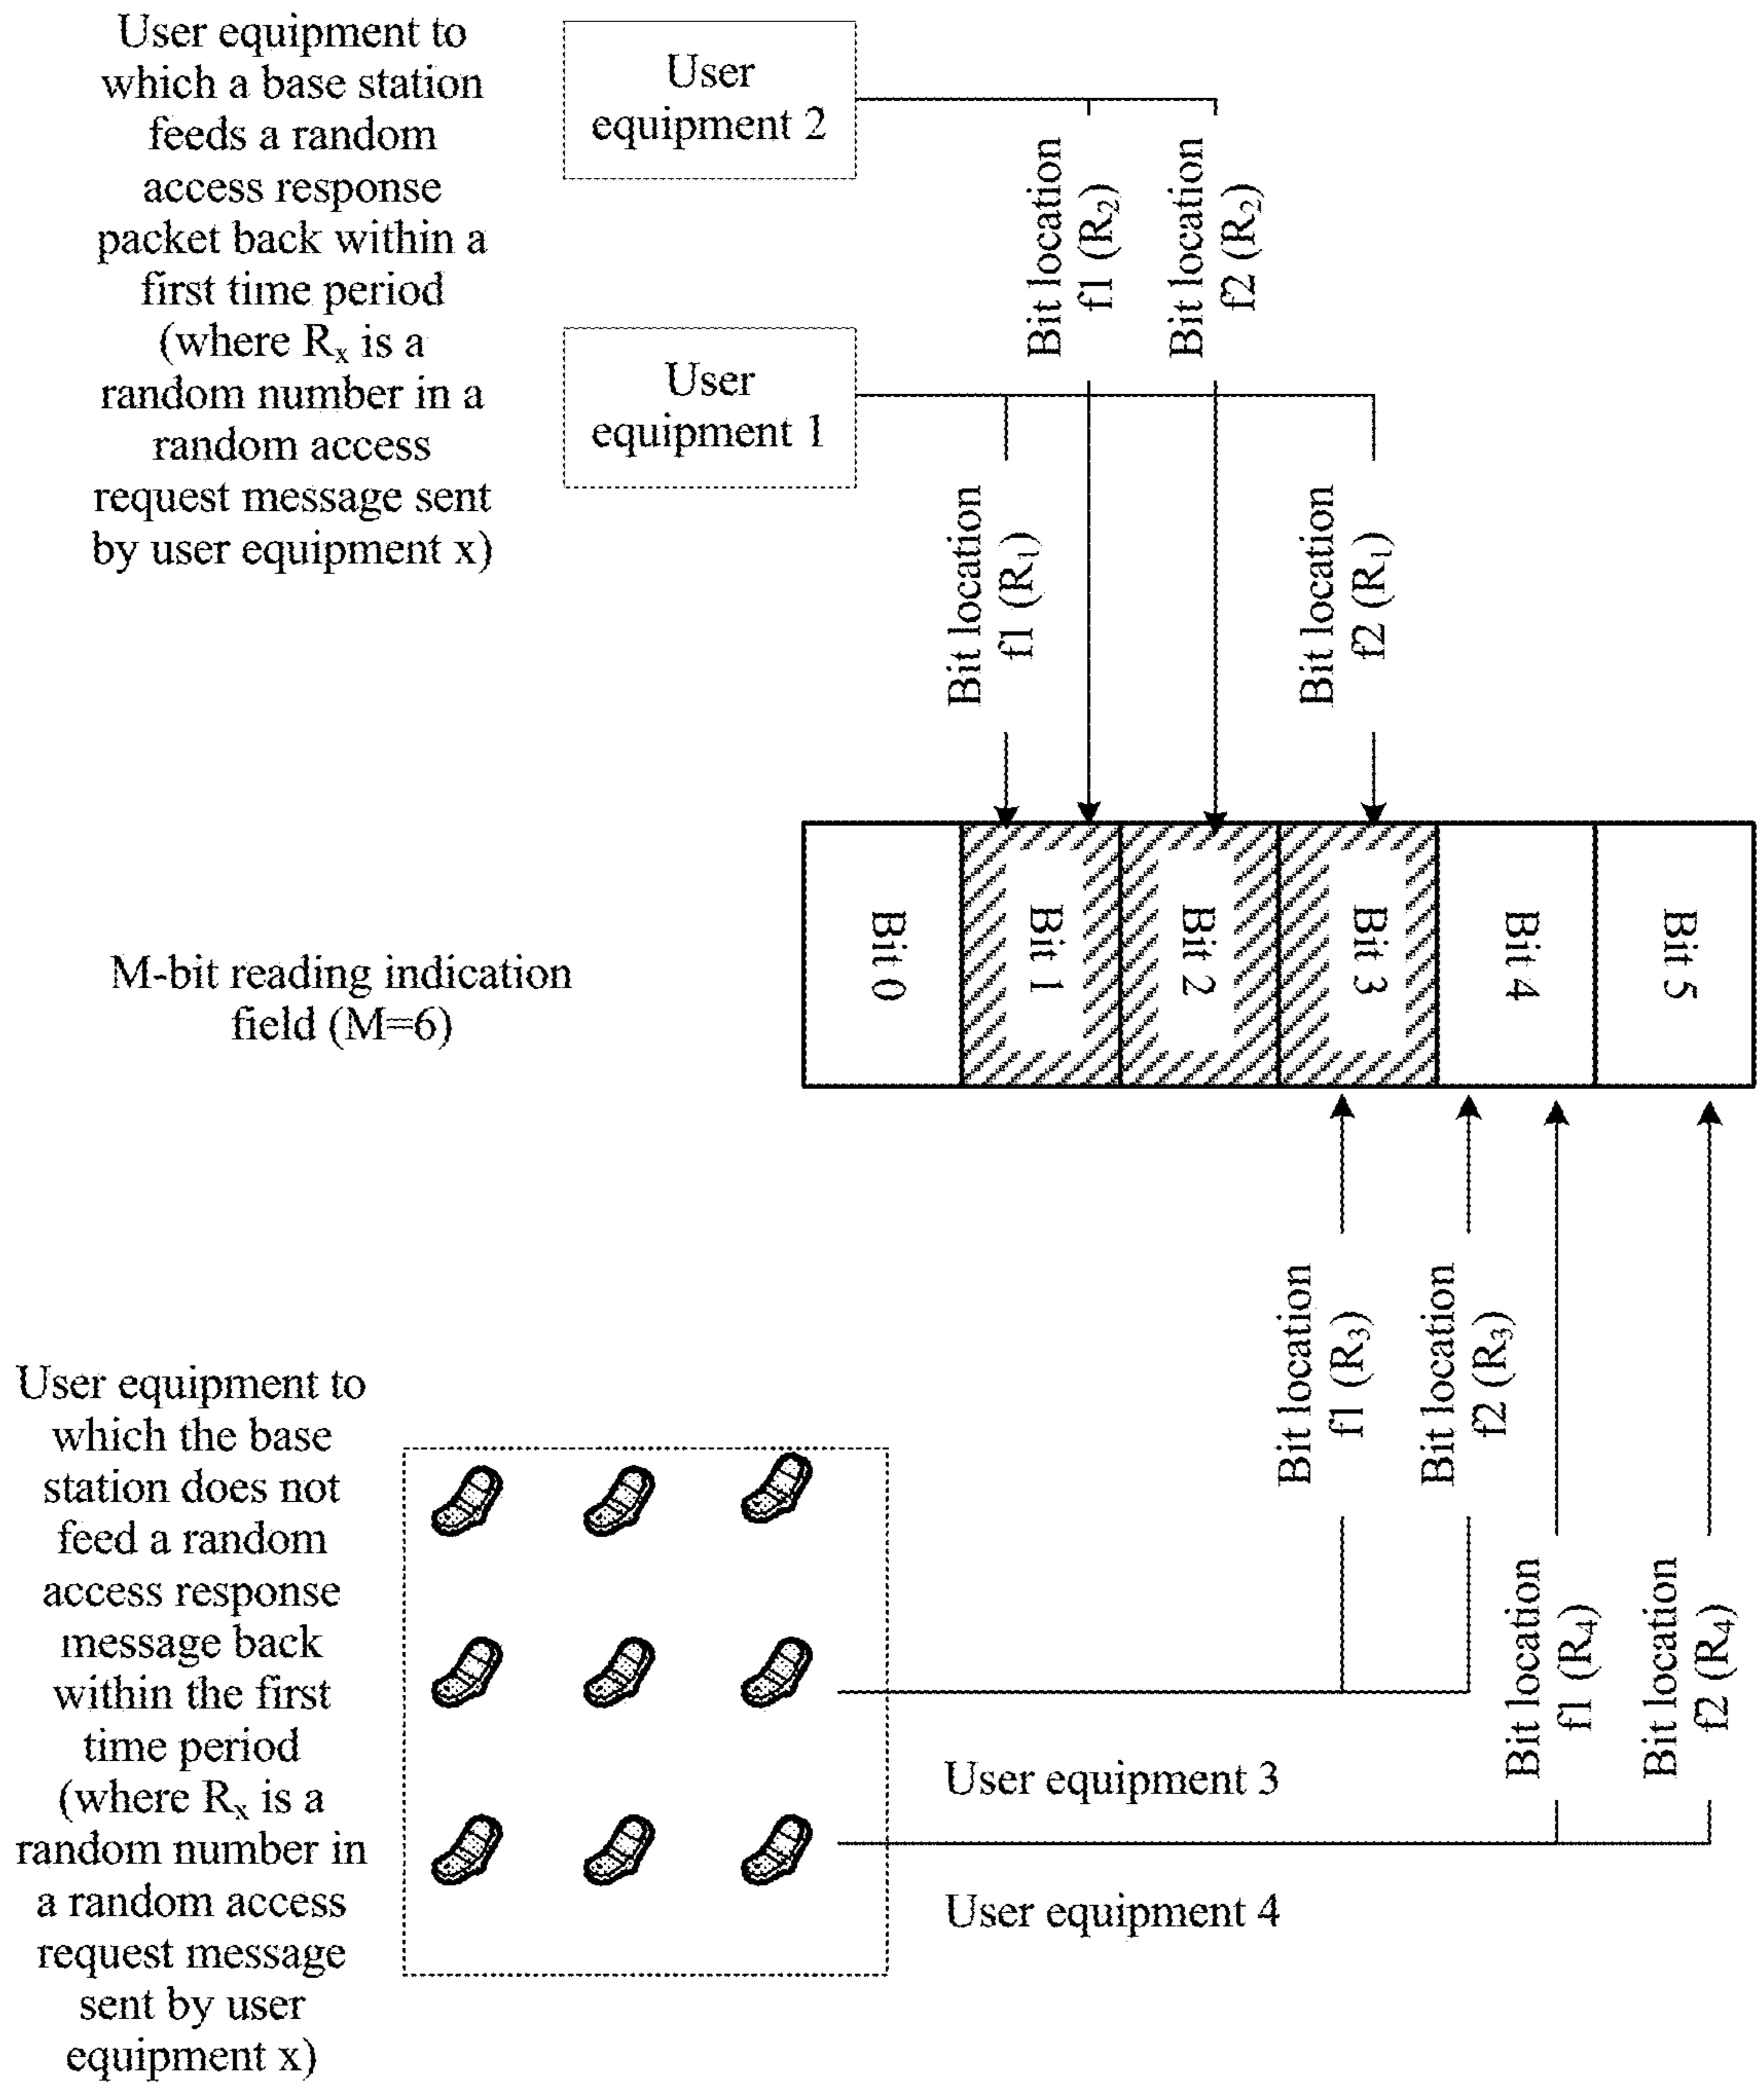 User equipment to
which a base station
feeds a random
access response
packet back within a
first time period
(where Rₓ is a
random number in a
random access
request message sent
by user equipment x)
User
equipment 2
User
equipment 1
Bit location
f1 (R₂)
Bit location
f2 (R₂)
Bit location
f1 (R₁)
Bit location
f2 (R₁)
M-bit reading indication
field (M=6)
Bit 0
Bit 1
Bit 2
Bit 3
Bit 4
Bit 5
Bit location
f1 (R₃)
Bit location
f2 (R₃)
Bit location
f1 (R₄)
Bit location
f2 (R₄)
User equipment to
which the base
station does not
feed a random
access response
message back
within the first
time period
(where Rₓ is a
random number in
a random access
request message
sent by user
equipment x)
User equipment 3
User equipment 4